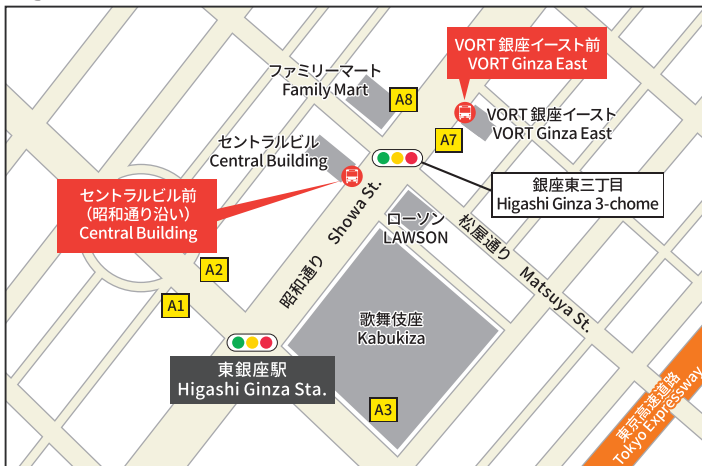 VORT 銀座イースト前
VORT Ginza East
ファミリーマート
Family Mart
A8
VORT 銀座イースト
VORT Ginza East
A7
セントラルビル
Central Building
銀座東三丁目
Higashi Ginza 3-chome
セントラルビル前
（昭和通り沿い）
Central Building
昭和通り Showa St.
ローソン
LAWSON
松屋通り Matsuya St.
A2
A1
歌舞伎座
Kabukiza
東銀座駅
Higashi Ginza Sta.
A3
東京高速道路
Tokyo Expressway